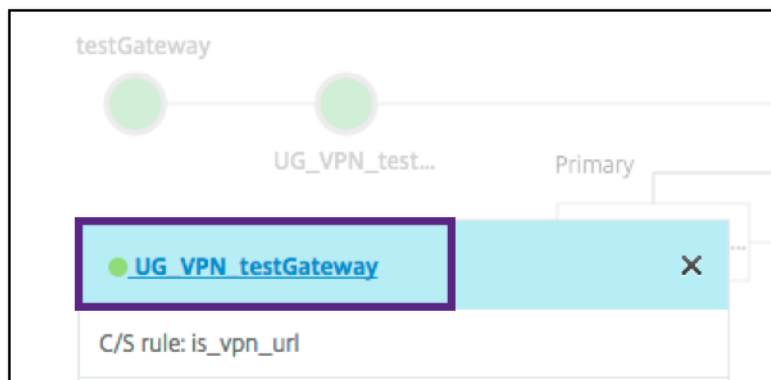 testGateway
UG_VPN_test...
Primary
...
UG_VPN_testGateway
C/S rule: is_vpn_url